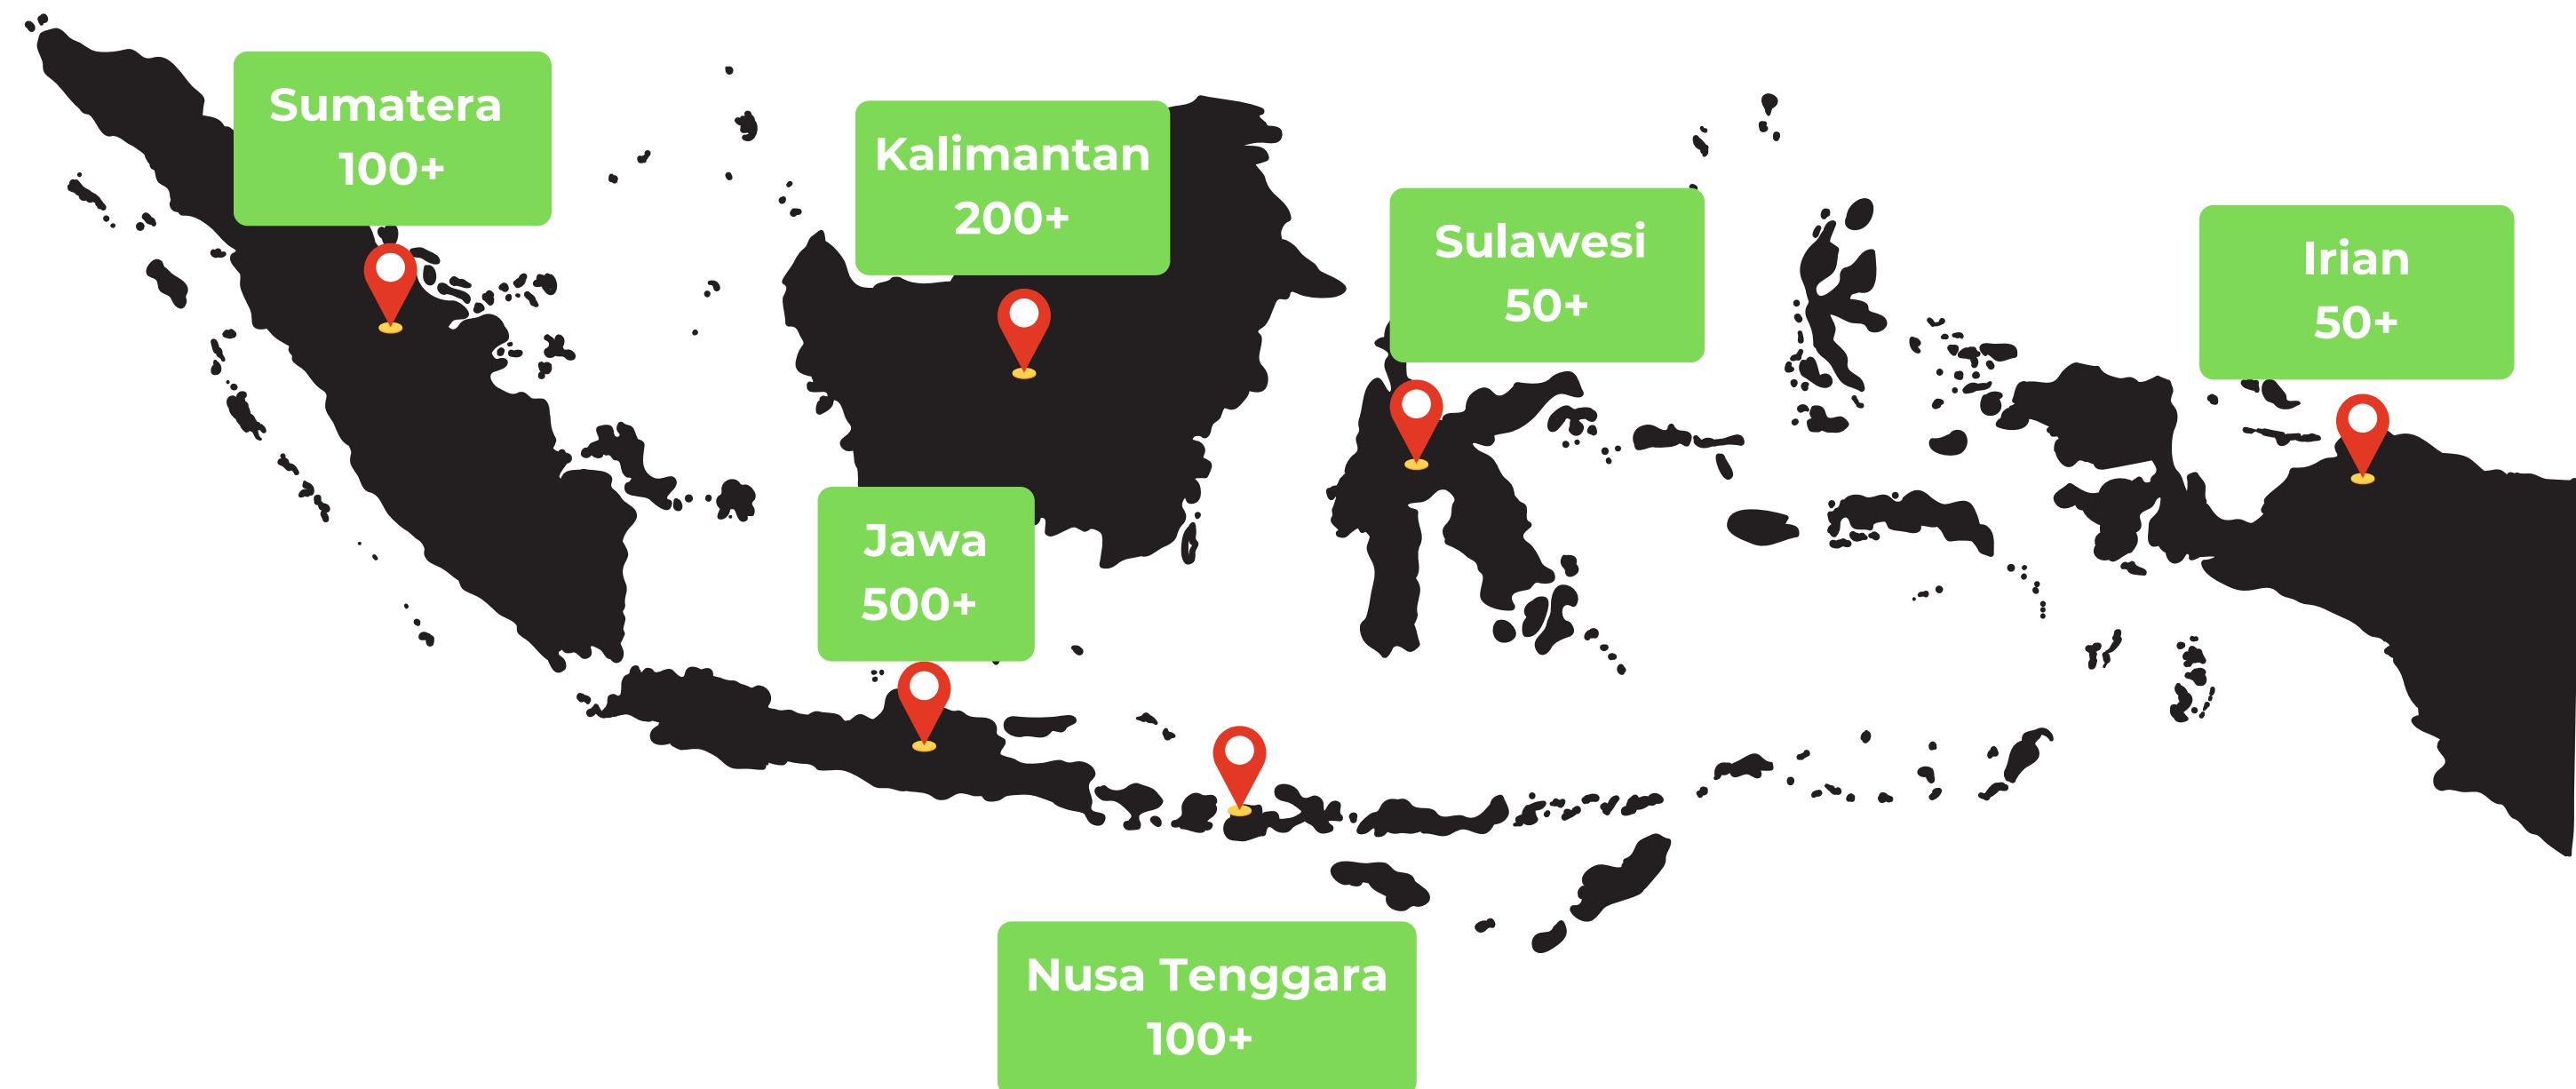 Sumatera
100+
Kalimantan
200+
Sulawesi
50+
Irian
50+
Jawa
500+
Nusa Tenggara
100+